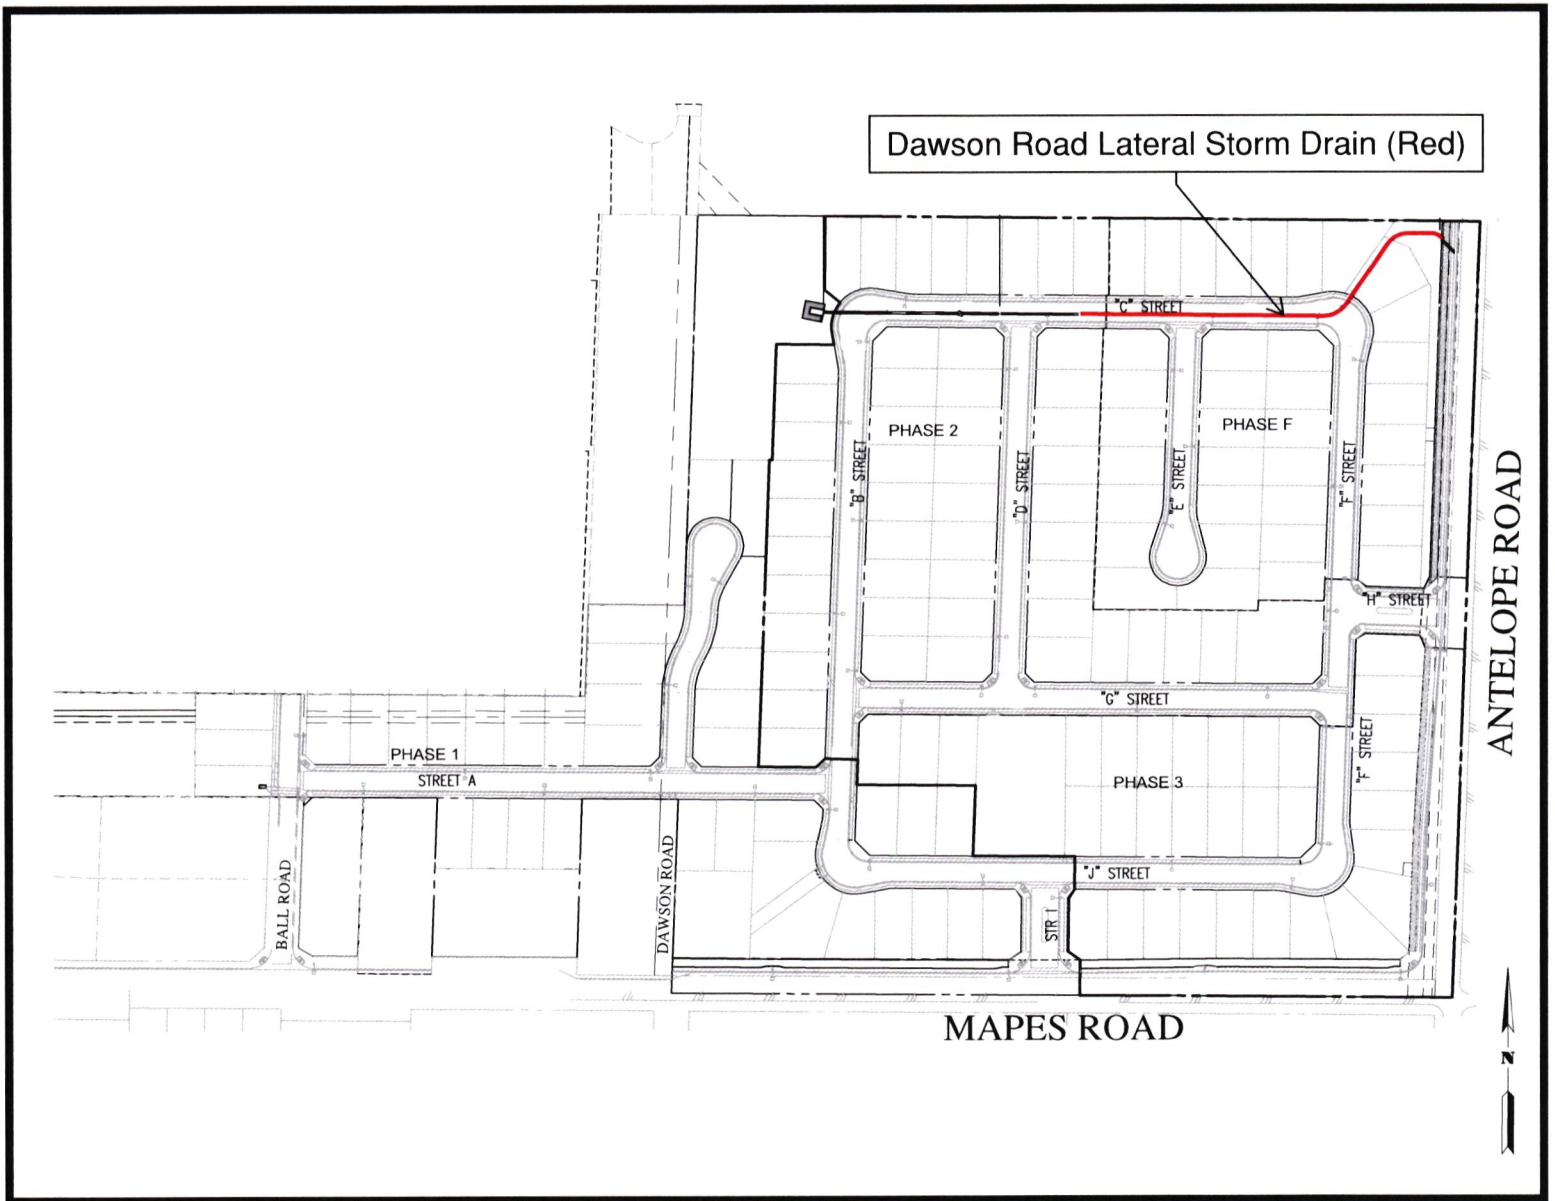 Dawson Road Lateral Storm Drain (Red)
"C" STREET
PHASE 2
PHASE F
"B" STREET
"D" STREET
"E" STREET
"F" STREET
ANTELOPE ROAD
"H" STREET
"G" STREET
PHASE 1
STREET A
PHASE 3
"F" STREET
BALL ROAD
DAWSON ROAD
"J" STREET
STR I
MAPES ROAD
N